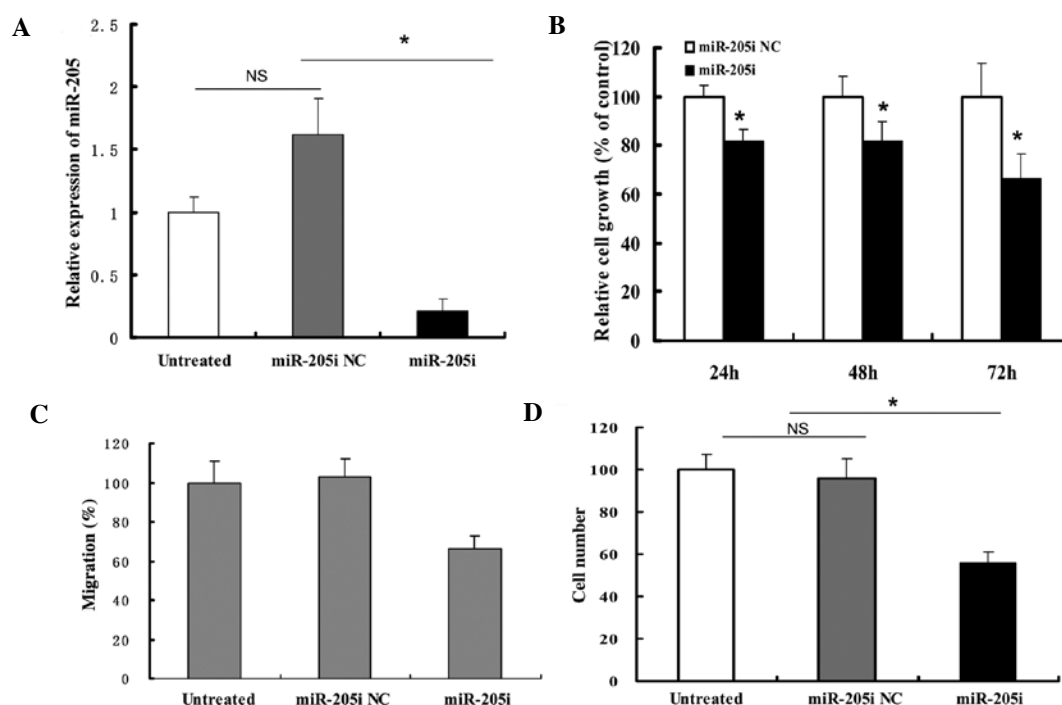 A
Relative expression of miR-205
2.5
2
1.5
1
0.5
0
NS
*
Untreated
miR-205i NC
miR-205i
B
Relative cell growth (% of control)
120
100
80
60
40
20
0
miR-205i NC
miR-205i
*
*
*
24h
48h
72h
C
Migration (%)
120
100
80
60
40
20
0
Untreated
miR-205i NC
miR-205i
D
Cell number
120
100
80
60
40
20
0
NS
*
Untreated
miR-205i NC
miR-205i